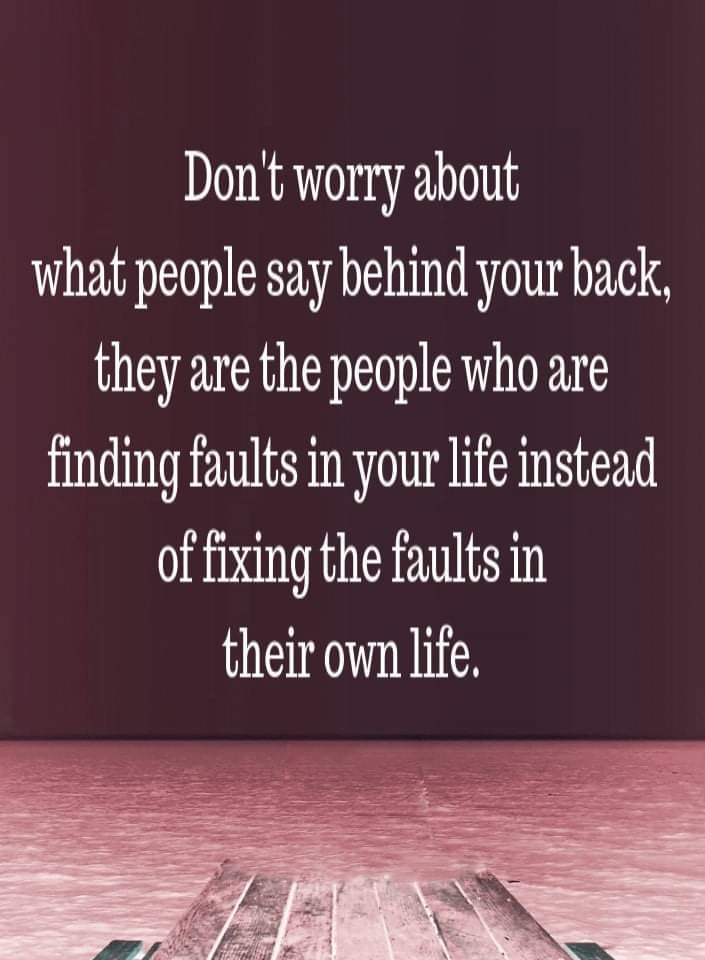 Don't worry about
what people say behind your back,
they are the people who are
finding faults in your life instead
of fixing the faults in
their own life.